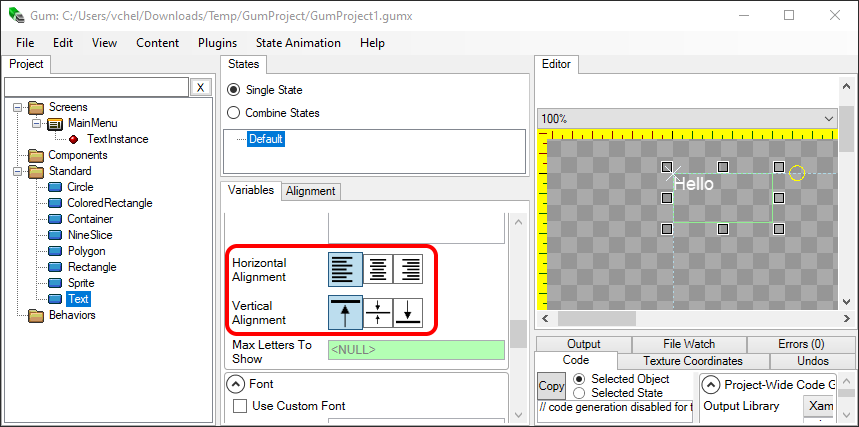 Gum: C:/Users/vchel/Downloads/Temp/GumProject/GumProject1.gumx
File Edit View Content Plugins State Animation Help
Project
X
Screens
MainMenu
TextInstance
Components
Standard
Circle
ColoredRectangle
Container
NineSlice
Polygon
Rectangle
Sprite
Text
Behaviors
States
Single State
Combine States
Default
Variables Alignment
Horizontal
Alignment
Vertical
Alignment
Max Letters To
Show
<NULL>
Font
Use Custom Font
Editor
100%
Hello
Output File Watch Errors (0)
Code Texture Coordinates Undos
Copy
Selected Object
Selected State
// code generation disabled for
Project-Wide Code G
Output Library
Xam